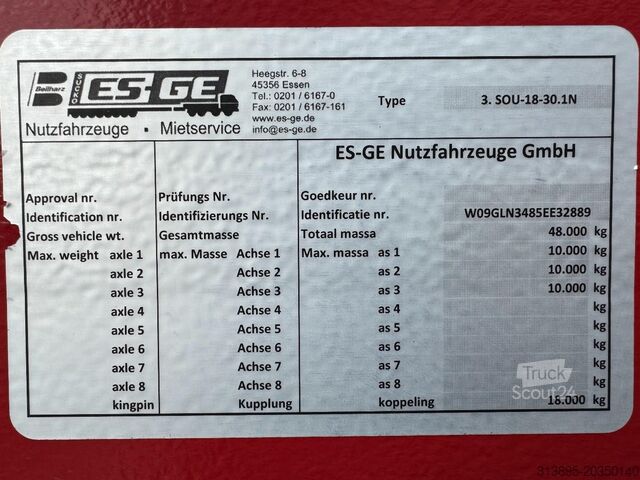 Beilharz SUCKO ES-GE
Nutzfahrzeuge • Mietservice
Heegstr. 6-8
45356 Essen
Tel.: 0201 / 6167-0
Fax: 0201 / 6167-161
www.es-ge.de
info@es-ge.de
Type 3. SOU-18-30.1N
ES-GE Nutzfahrzeuge GmbH
Approval nr. Prüfungs Nr. Goedkeur nr.
Identification nr. Identifizierungs Nr. Identificatie nr. W09GLN3485EE32889
Gross vehicle wt. Gesamtmasse Totaal massa 48.000 kg
Max. weight axle 1 max. Masse Achse 1 Max. massa as 1 10.000 kg
axle 2 Achse 2 as 2 10.000 kg
axle 3 Achse 3 as 3 10.000 kg
axle 4 Achse 4 as 4 kg
axle 5 Achse 5 as 5 kg
axle 6 Achse 6 as 6 kg
axle 7 Achse 7 as 7 kg
axle 8 Achse 8 as 8 kg
kingpin Kupplung koppeling 18.000 kg
Truck
Scout24
313895-20350140